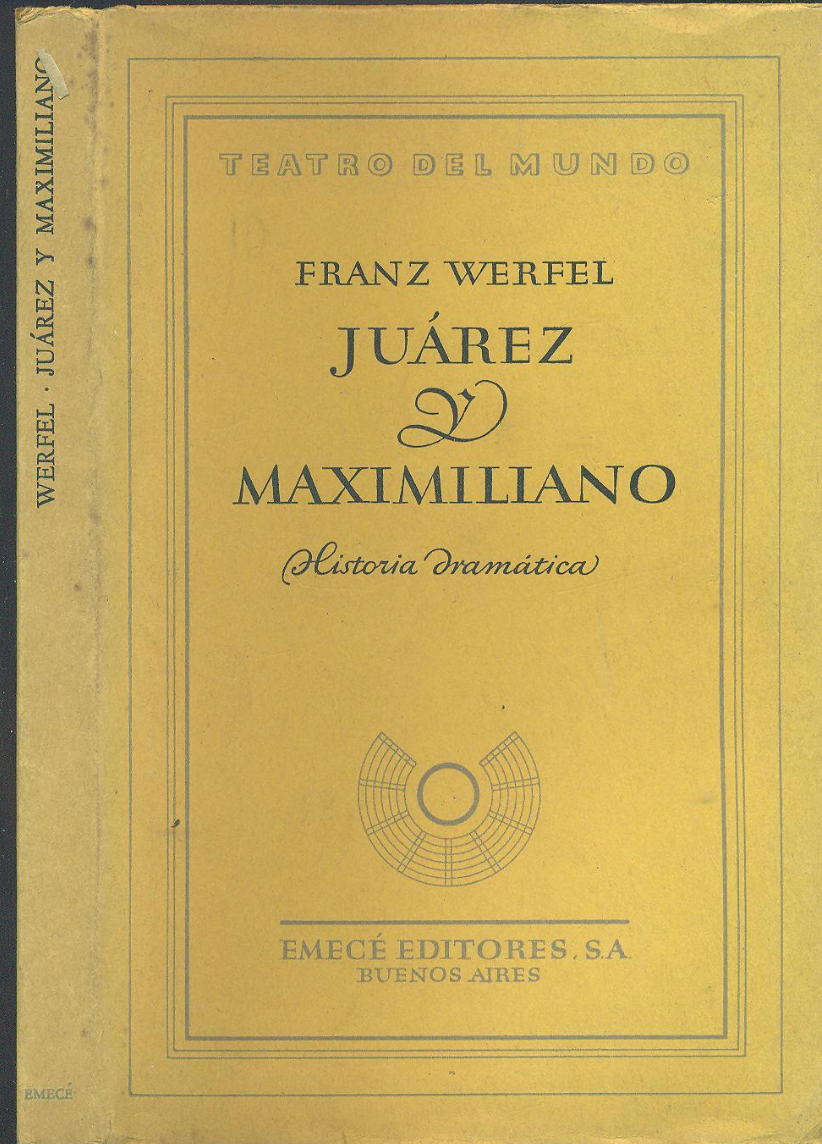 WERFEL · JUÁREZ Y MAXIMILIANO
EMECÉ
TEATRO DEL MUNDO
FRANZ WERFEL
JUÁREZ
Y
MAXIMILIANO
Historia dramática
EMECÉ EDITORES, S.A.
BUENOS AIRES